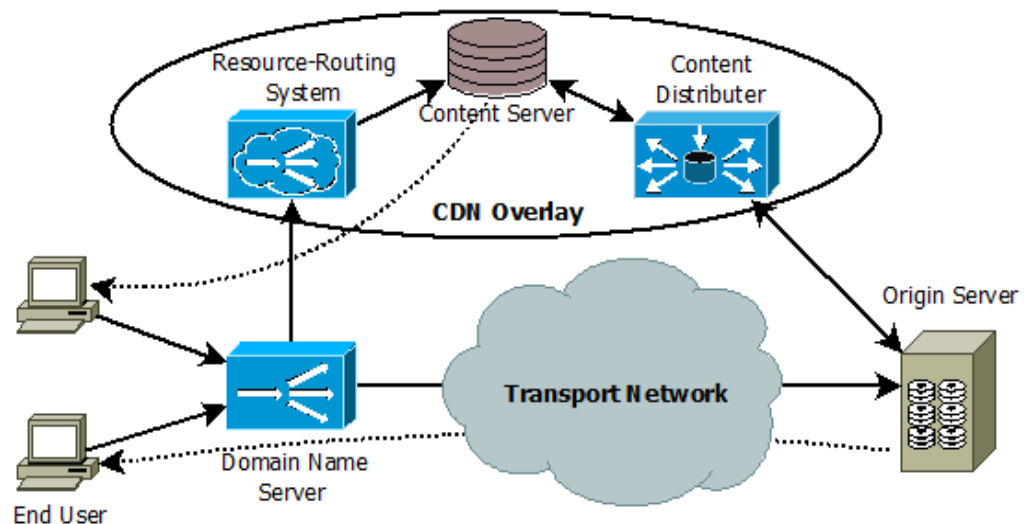 Resource-Routing
System
Content Server
Content
Distributer
CDN Overlay
Origin Server
Transport Network
Domain Name
Server
End User